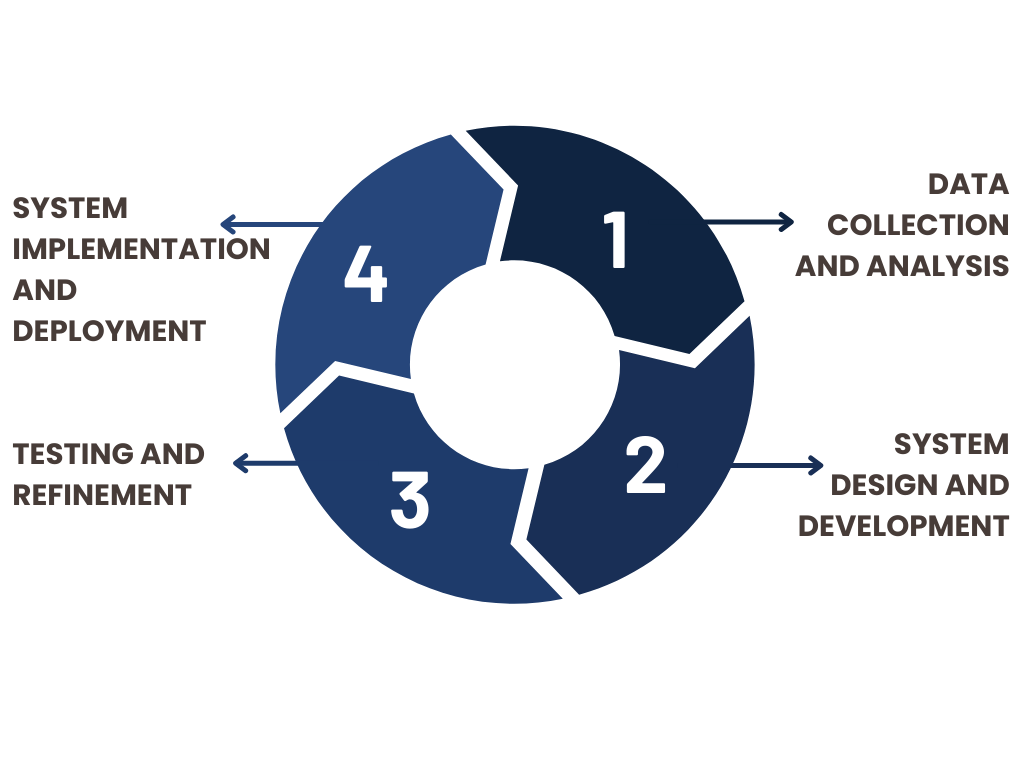 1
DATA
COLLECTION
AND ANALYSIS
2
SYSTEM
DESIGN AND
DEVELOPMENT
3
TESTING AND
REFINEMENT
4
SYSTEM
IMPLEMENTATION
AND
DEPLOYMENT